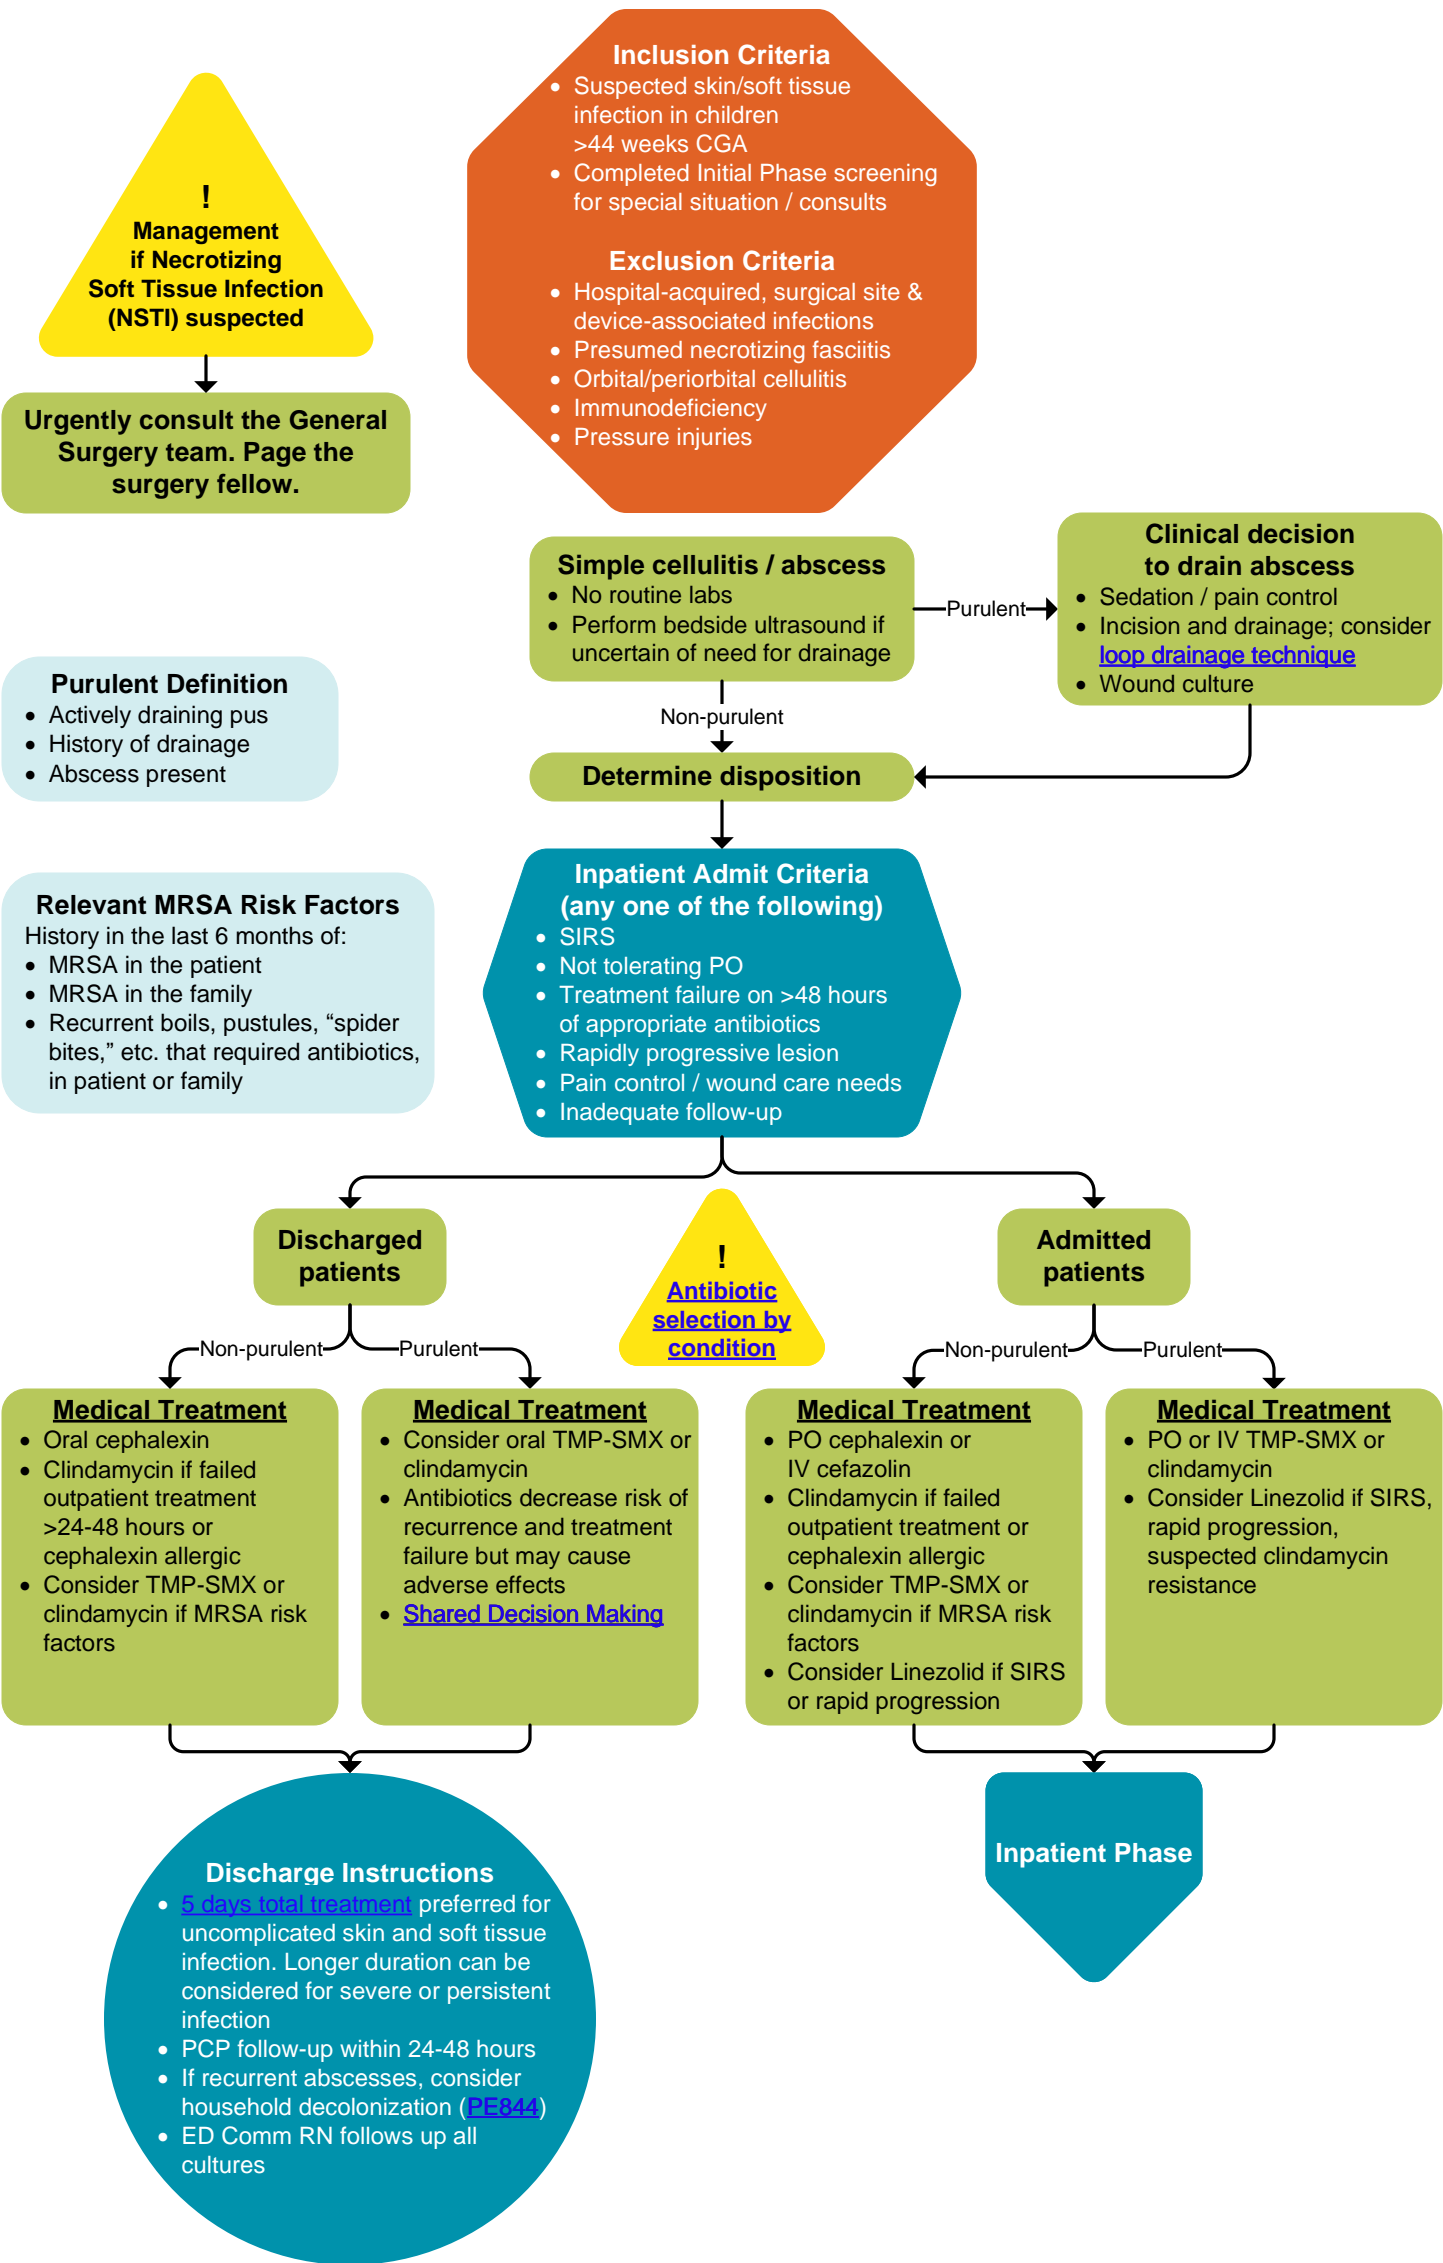 !
Management
if Necrotizing
Soft Tissue Infection
(NSTI) suspected
Urgently consult the General
Surgery team. Page the
surgery fellow.
Inclusion Criteria
• Suspected skin/soft tissue
infection in children
>44 weeks CGA
• Completed Initial Phase screening
for special situation / consults
Exclusion Criteria
• Hospital-acquired, surgical site &
device-associated infections
• Presumed necrotizing fasciitis
• Orbital/periorbital cellulitis
• Immunodeficiency
• Pressure injuries
Simple cellulitis / abscess
• No routine labs
• Perform bedside ultrasound if
uncertain of need for drainage
Purulent
Clinical decision
to drain abscess
• Sedation / pain control
• Incision and drainage; consider
loop drainage technique
• Wound culture
Non-purulent
Purulent Definition
• Actively draining pus
• History of drainage
• Abscess present
Determine disposition
Relevant MRSA Risk Factors
History in the last 6 months of:
• MRSA in the patient
• MRSA in the family
• Recurrent boils, pustules, “spider
bites,” etc. that required antibiotics,
in patient or family
Inpatient Admit Criteria
(any one of the following)
• SIRS
• Not tolerating PO
• Treatment failure on >48 hours
of appropriate antibiotics
• Rapidly progressive lesion
• Pain control / wound care needs
• Inadequate follow-up
Discharged
patients
!
Antibiotic
selection by
condition
Admitted
patients
Non-purulent
Purulent
Non-purulent
Purulent
Medical Treatment
• Oral cephalexin
• Clindamycin if failed
outpatient treatment
>24-48 hours or
cephalexin allergic
• Consider TMP-SMX or
clindamycin if MRSA risk
factors
Medical Treatment
• Consider oral TMP-SMX or
clindamycin
• Antibiotics decrease risk of
recurrence and treatment
failure but may cause
adverse effects
• Shared Decision Making
Medical Treatment
• PO cephalexin or
IV cefazolin
• Clindamycin if failed
outpatient treatment or
cephalexin allergic
• Consider TMP-SMX or
clindamycin if MRSA risk
factors
• Consider Linezolid if SIRS
or rapid progression
Medical Treatment
• PO or IV TMP-SMX or
clindamycin
• Consider Linezolid if SIRS,
rapid progression,
suspected clindamycin
resistance
Discharge Instructions
• 5 days total treatment preferred for
uncomplicated skin and soft tissue
infection. Longer duration can be
considered for severe or persistent
infection
• PCP follow-up within 24-48 hours
• If recurrent abscesses, consider
household decolonization (PE844)
• ED Comm RN follows up all
cultures
Inpatient Phase